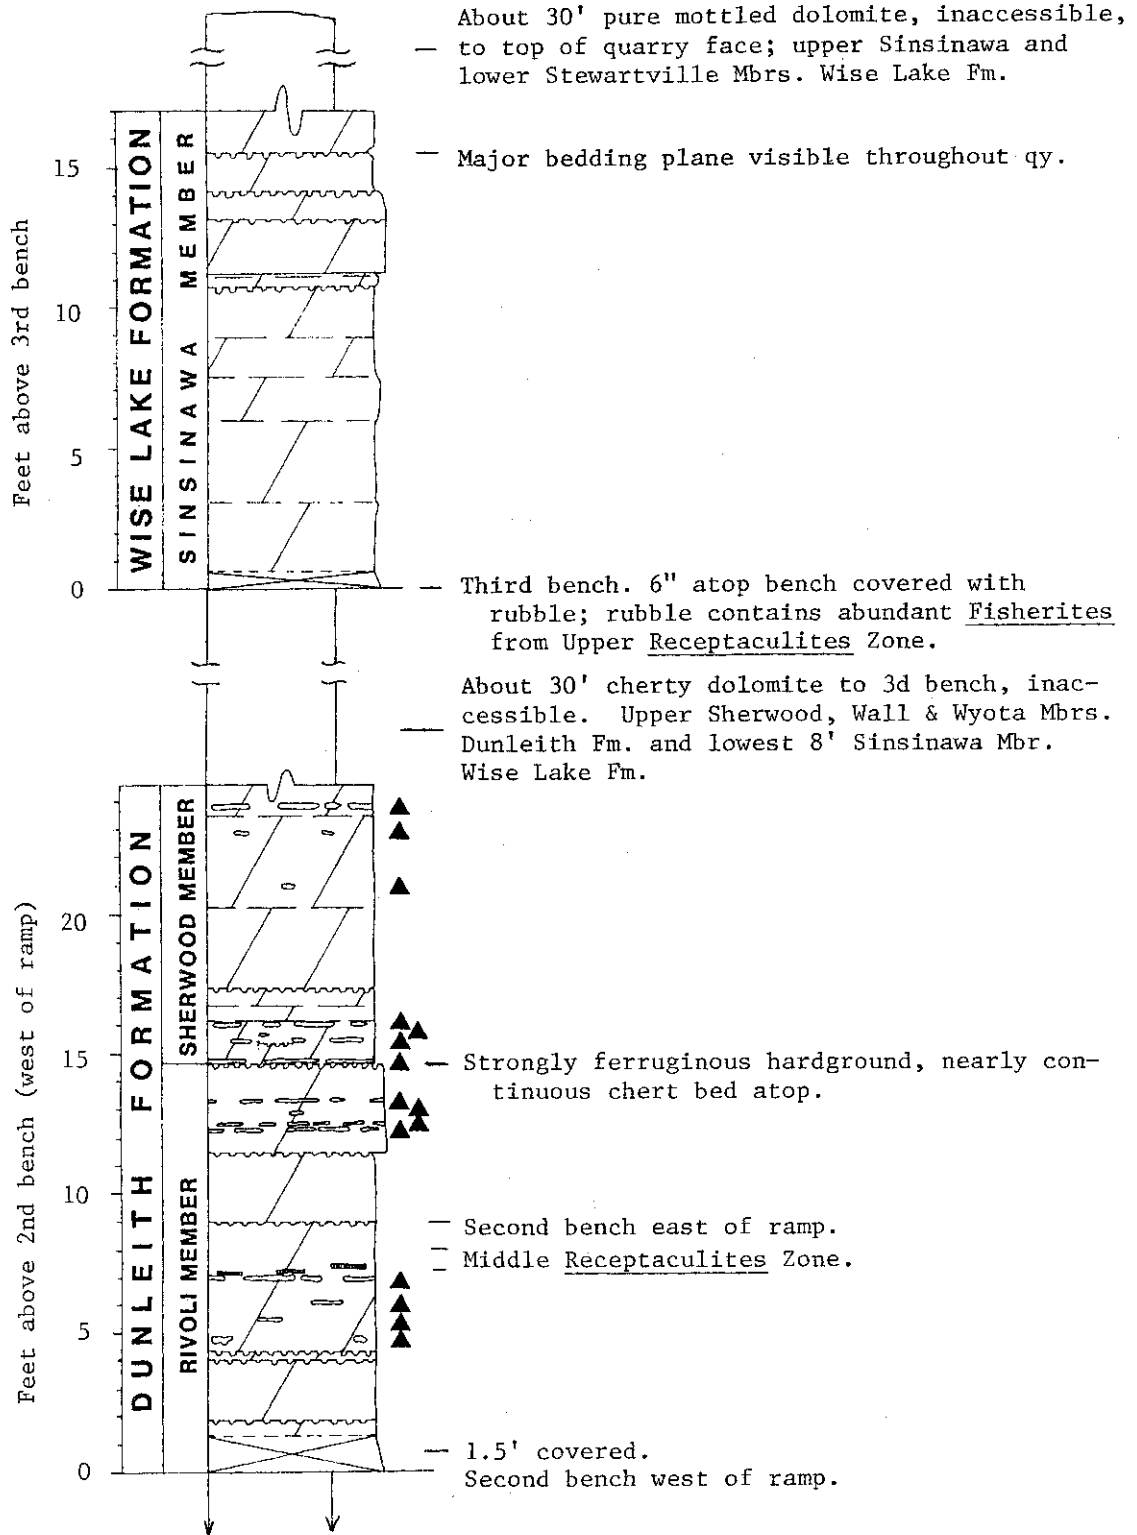 About 30' pure mottled dolomite, inaccessible,
to top of quarry face; upper Sinsinawa and
lower Stewartville Mbrs. Wise Lake Fm.
Major bedding plane visible throughout qy.
Feet above 3rd bench
15
10
5
0
WISE LAKE FORMATION
SINSINAWA MEMBER
Third bench. 6" atop bench covered with
rubble; rubble contains abundant Fisherites
from Upper Receptaculites Zone.
About 30' cherty dolomite to 3d bench, inac-
cessible. Upper Sherwood, Wall & Wyota Mbrs.
Dunleith Fm. and lowest 8' Sinsinawa Mbr.
Wise Lake Fm.
Feet above 2nd bench (west of ramp)
20
15
10
5
0
DUNLEITH FORMATION
SHERWOOD MEMBER
RIVOLI MEMBER
Strongly ferruginous hardground, nearly con-
tinuous chert bed atop.
Second bench east of ramp.
Middle Receptaculites Zone.
1.5' covered.
Second bench west of ramp.